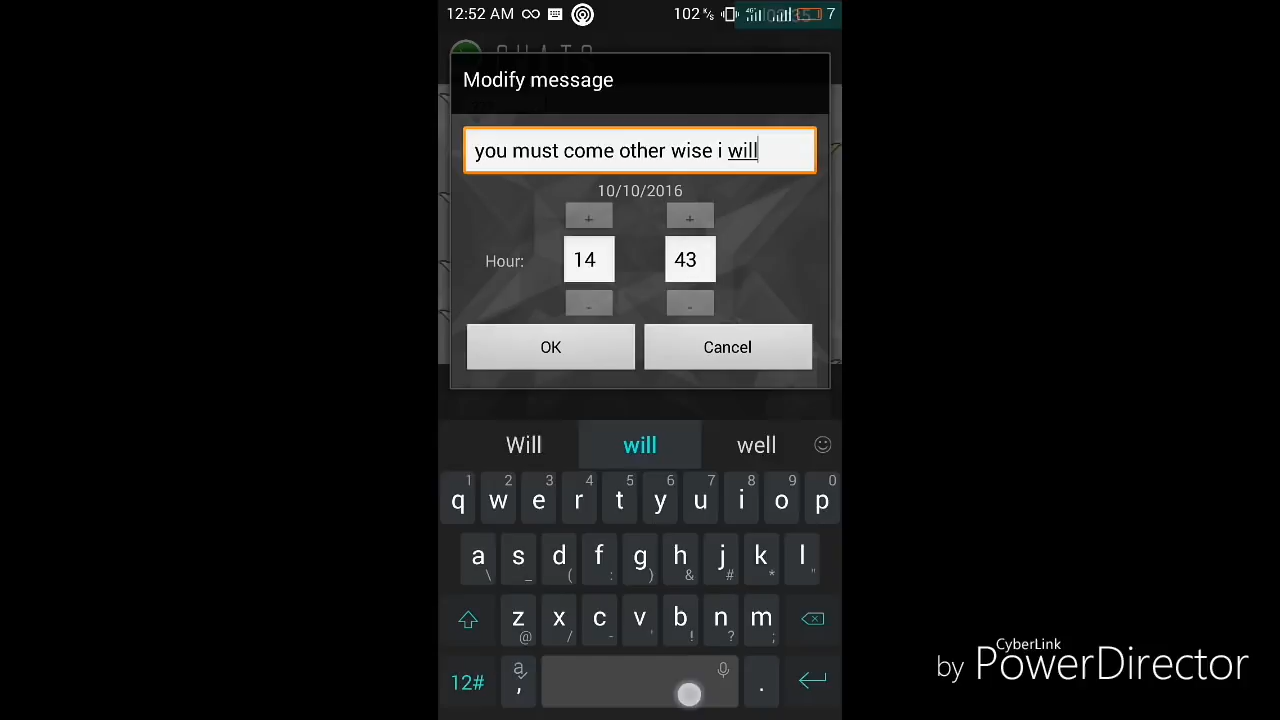 12:52 AM 102 K/s 4G 7
CHATS
Modify message
you must come other wise i will
10/10/2016
+ +
Hour: 14 43
- -
OK Cancel
Will will well
1 2 3 4 5 6 7 8 9 0
q w e r t y u i o p
a s d f g h j k l
\ _ ( : ) & # * "
z x c v b n m
@ / - ' ! ? ;
12# a , .
CyberLink
by PowerDirector